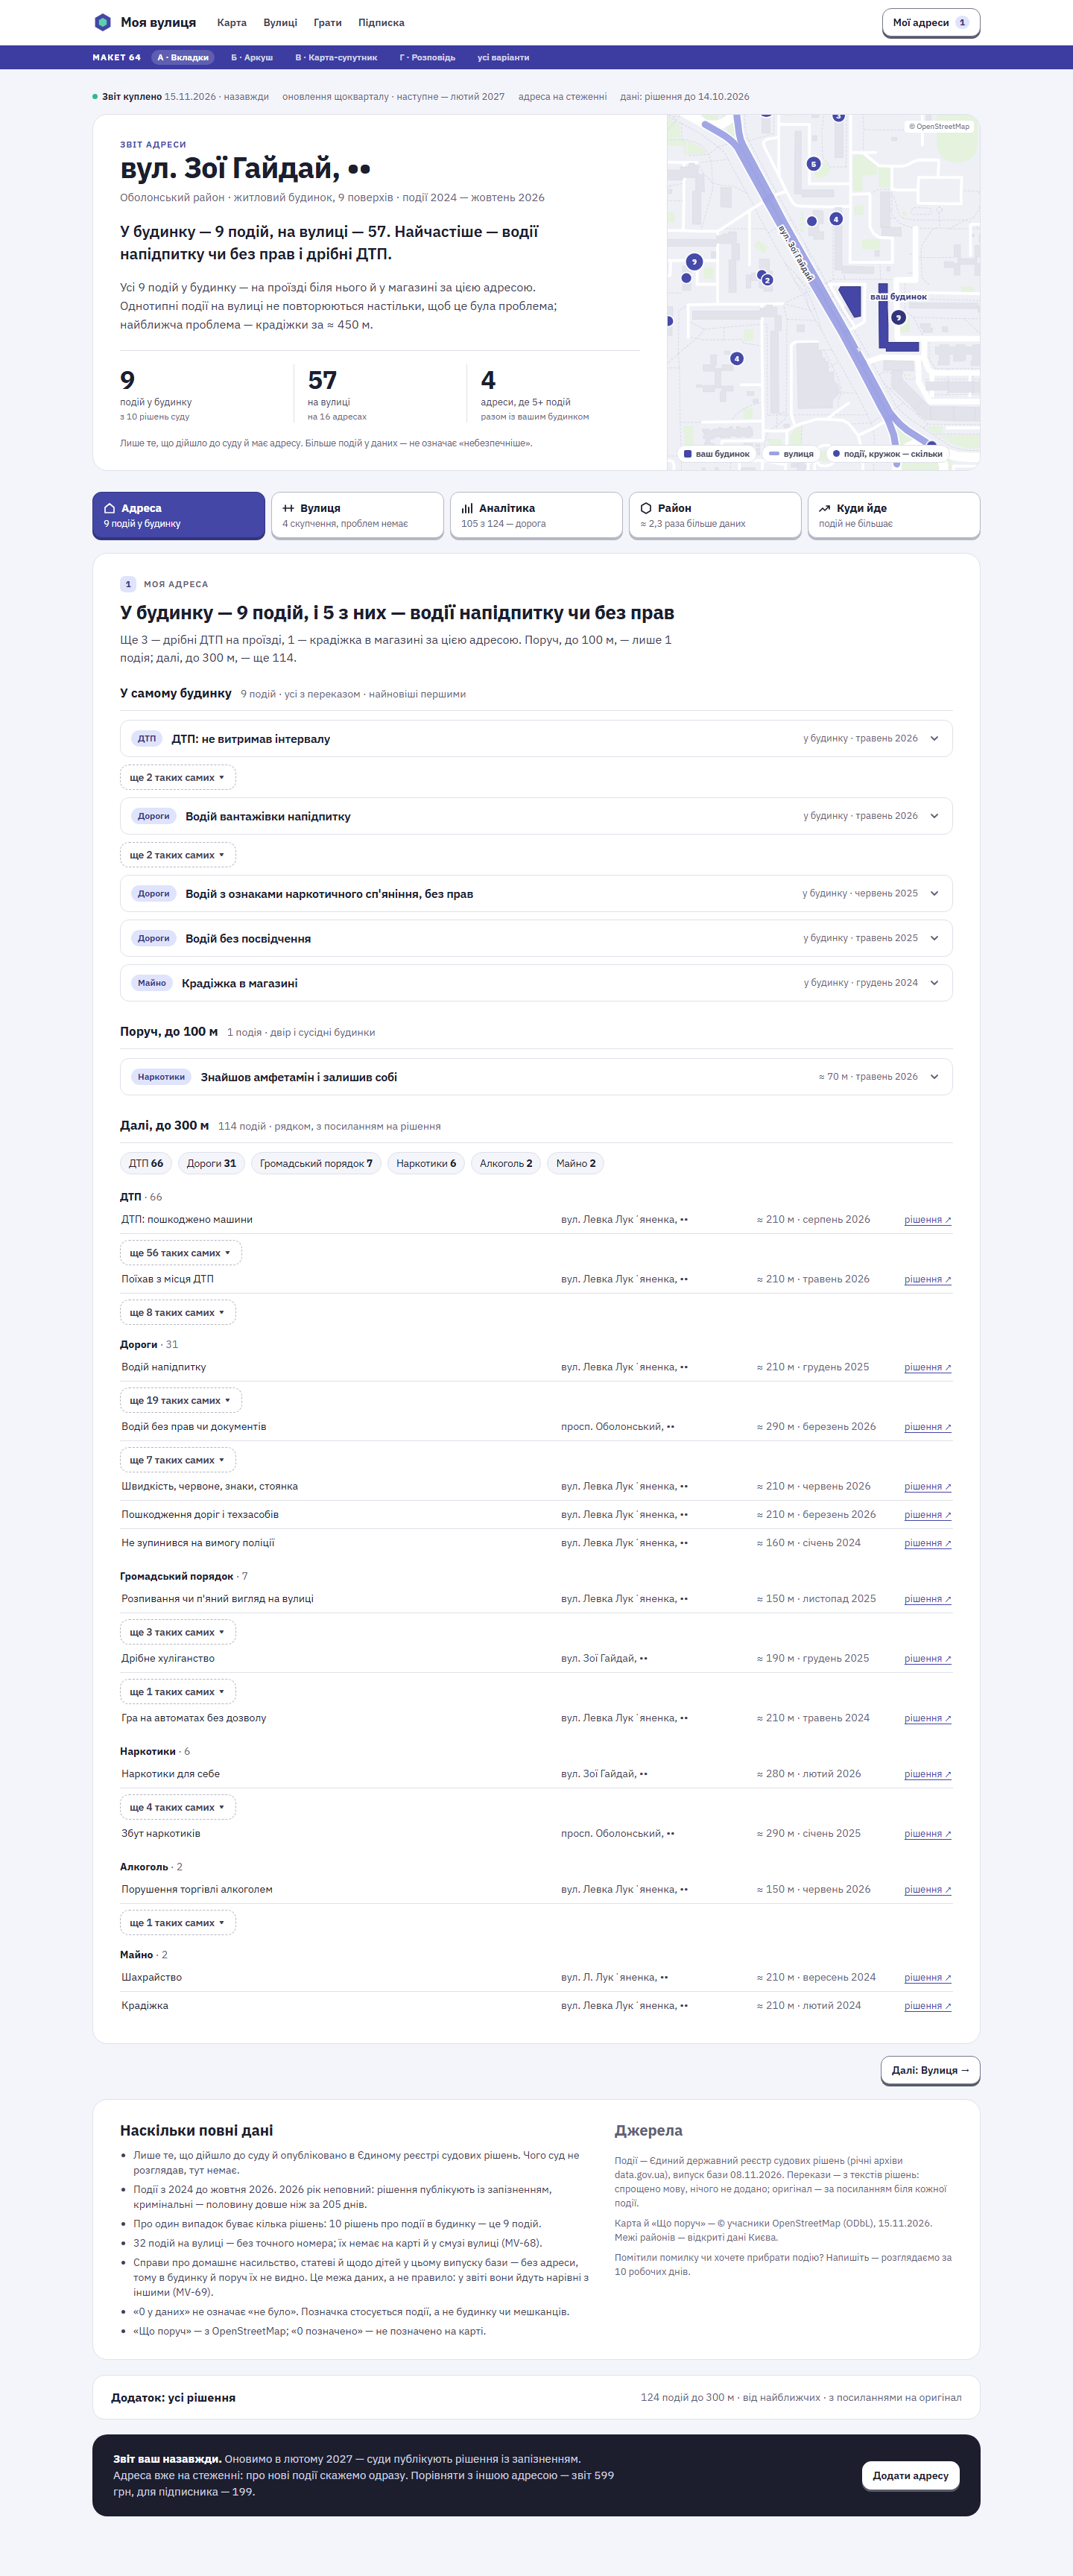 Моя вулиця
Карта Вулиці Грати Підписка
Мої адреси 1
МАКЕТ 64 А · Вкладки Б · Аркуш В · Карта-супутник Г · Розповідь усі варіанти
Звіт куплено 15.11.2026 · назавжди оновлення щокварталу · наступне — лютий 2027 адреса на стеженні дані: рішення до 14.10.2026
ЗВІТ АДРЕСИ
вул. Зої Гайдай, ••
Оболонський район · житловий будинок, 9 поверхів · події 2024 — жовтень 2026
У будинку — 9 подій, на вулиці — 57. Найчастіше — водії
напідпитку чи без прав і дрібні ДТП.
Усі 9 подій у будинку — на проїзді біля нього й у магазині за цією адресою.
Однотипні події на вулиці не повторюються настільки, щоб це була проблема;
найближча проблема — крадіжки за ≈ 450 м.
9
подій у будинку
з 10 рішень суду
57
на вулиці
на 16 адресах
4
адреси, де 5+ подій
разом із вашим будинком
Лише те, що дійшло до суду й має адресу. Більше подій у даних — не означає «небезпечніше».
© OpenStreetMap
5
4
9
2
вул. Зої Гайдай
ваш будинок
9
4
ваш будинок вулиця події, кружок — скільки
Адреса
9 подій у будинку
Вулиця
4 скупчення, проблем немає
Аналітика
105 з 124 — дорога
Район
≈ 2,3 раза більше даних
Куди йде
подій не більшає
1 МОЯ АДРЕСА
У будинку — 9 подій, і 5 з них — водії напідпитку чи без прав
Ще 3 — дрібні ДТП на проїзді, 1 — крадіжка в магазині за цією адресою. Поруч, до 100 м, — лише 1
подія; далі, до 300 м, — ще 114.
У самому будинку 9 подій · усі з переказом · найновіші першими
ДТП ДТП: не витримав інтервалу у будинку · травень 2026
ще 2 таких самих ▾
Дороги Водій вантажівки напідпитку у будинку · травень 2026
ще 2 таких самих ▾
Дороги Водій з ознаками наркотичного сп'яніння, без прав у будинку · червень 2025
Дороги Водій без посвідчення у будинку · травень 2025
Майно Крадіжка в магазині у будинку · грудень 2024
Поруч, до 100 м 1 подія · двір і сусідні будинки
Наркотики Знайшов амфетамін і залишив собі ≈ 70 м · травень 2026
Далі, до 300 м 114 подій · рядком, з посиланням на рішення
ДТП 66 Дороги 31 Громадський порядок 7 Наркотики 6 Алкоголь 2 Майно 2
ДТП · 66
ДТП: пошкоджено машини вул. Левка Лук ᾽яненка, •• ≈ 210 м · серпень 2026 рішення ↗
ще 56 таких самих ▾
Поїхав з місця ДТП вул. Левка Лук ᾽яненка, •• ≈ 210 м · травень 2026 рішення ↗
ще 8 таких самих ▾
Дороги · 31
Водій напідпитку вул. Левка Лук ᾽яненка, •• ≈ 210 м · грудень 2025 рішення ↗
ще 19 таких самих ▾
Водій без прав чи документів просп. Оболонський, •• ≈ 290 м · березень 2026 рішення ↗
ще 7 таких самих ▾
Швидкість, червоне, знаки, стоянка вул. Левка Лук ᾽яненка, •• ≈ 210 м · червень 2026 рішення ↗
Пошкодження доріг і техзасобів вул. Левка Лук ᾽яненка, •• ≈ 210 м · березень 2026 рішення ↗
Не зупинився на вимогу поліції вул. Левка Лук ᾽яненка, •• ≈ 160 м · січень 2024 рішення ↗
Громадський порядок · 7
Розпивання чи п'яний вигляд на вулиці вул. Левка Лук ᾽яненка, •• ≈ 150 м · листопад 2025 рішення ↗
ще 3 таких самих ▾
Дрібне хуліганство вул. Зої Гайдай, •• ≈ 190 м · грудень 2025 рішення ↗
ще 1 таких самих ▾
Гра на автоматах без дозволу вул. Левка Лук ᾽яненка, •• ≈ 210 м · травень 2024 рішення ↗
Наркотики · 6
Наркотики для себе вул. Зої Гайдай, •• ≈ 280 м · лютий 2026 рішення ↗
ще 4 таких самих ▾
Збут наркотиків просп. Оболонський, •• ≈ 290 м · січень 2025 рішення ↗
Алкоголь · 2
Порушення торгівлі алкоголем вул. Левка Лук ᾽яненка, •• ≈ 150 м · червень 2026 рішення ↗
ще 1 таких самих ▾
Майно · 2
Шахрайство вул. Л. Лук ᾽яненка, •• ≈ 210 м · вересень 2024 рішення ↗
Крадіжка вул. Левка Лук ᾽яненка, •• ≈ 210 м · лютий 2024 рішення ↗
Далі: Вулиця →
Наскільки повні дані
• Лише те, що дійшло до суду й опубліковано в Єдиному реєстрі судових рішень. Чого суд не
розглядав, тут немає.
• Події з 2024 до жовтня 2026. 2026 рік неповний: рішення публікують із запізненням,
кримінальні — половину довше ніж за 205 днів.
• Про один випадок буває кілька рішень: 10 рішень про події в будинку — це 9 подій.
• 32 подій на вулиці — без точного номера; їх немає на карті й у смузі вулиці (MV-68).
• Справи про домашнє насильство, статеві й щодо дітей у цьому випуску бази — без адреси,
тому в будинку й поруч їх не видно. Це межа даних, а не правило: у звіті вони йдуть нарівні з
іншими (MV-69).
• «0 у даних» не означає «не було». Позначка стосується події, а не будинку чи мешканців.
• «Що поруч» — з OpenStreetMap; «0 позначено» — не позначено на карті.
Джерела
Події — Єдиний державний реєстр судових рішень (річні архіви
data.gov.ua), випуск бази 08.11.2026. Перекази — з текстів рішень:
спрощено мову, нічого не додано; оригінал — за посиланням біля кожної
події.
Карта й «Що поруч» — © учасники OpenStreetMap (ODbL), 15.11.2026.
Межі районів — відкриті дані Києва.
Помітили помилку чи хочете прибрати подію? Напишіть — розглядаємо за
10 робочих днів.
Додаток: усі рішення 124 подій до 300 м · від найближчих · з посиланнями на оригінал
Звіт ваш назавжди. Оновимо в лютому 2027 — суди публікують рішення із запізненням.
Адреса вже на стеженні: про нові події скажемо одразу. Порівняти з іншою адресою — звіт 599
грн, для підписника — 199.
Додати адресу